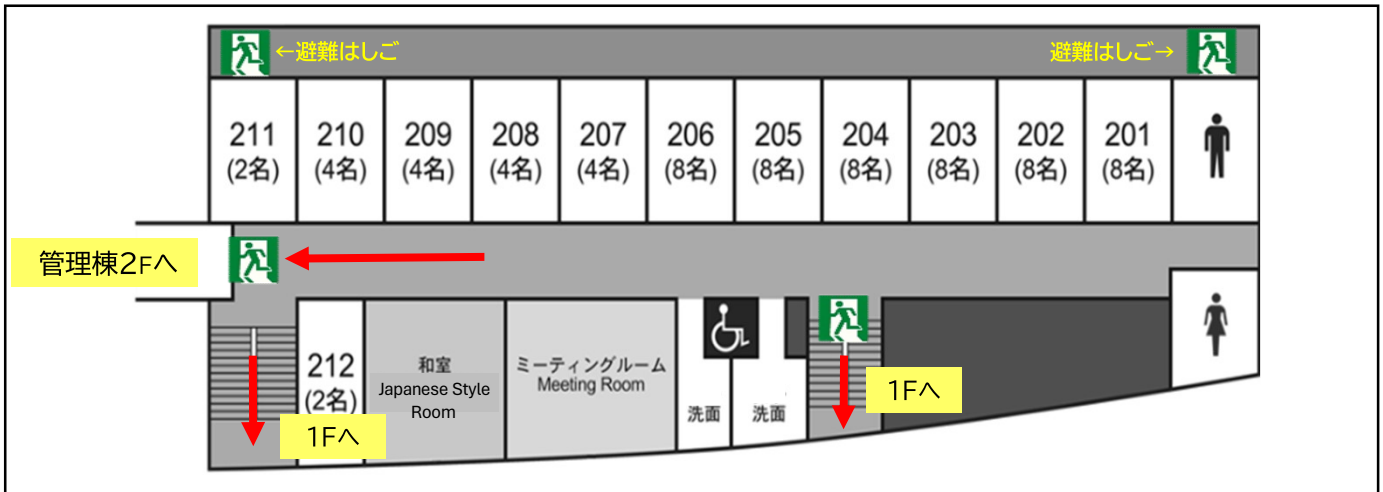 ←避難はしご
避難はしご→
211
(2名)
210
(4名)
209
(4名)
208
(4名)
207
(4名)
206
(8名)
205
(8名)
204
(8名)
203
(8名)
202
(8名)
201
(8名)
管理棟2Fへ
212
(2名)
和室
Japanese Style
Room
ミーティングルーム
Meeting Room
洗面
洗面
1Fへ
1Fへ